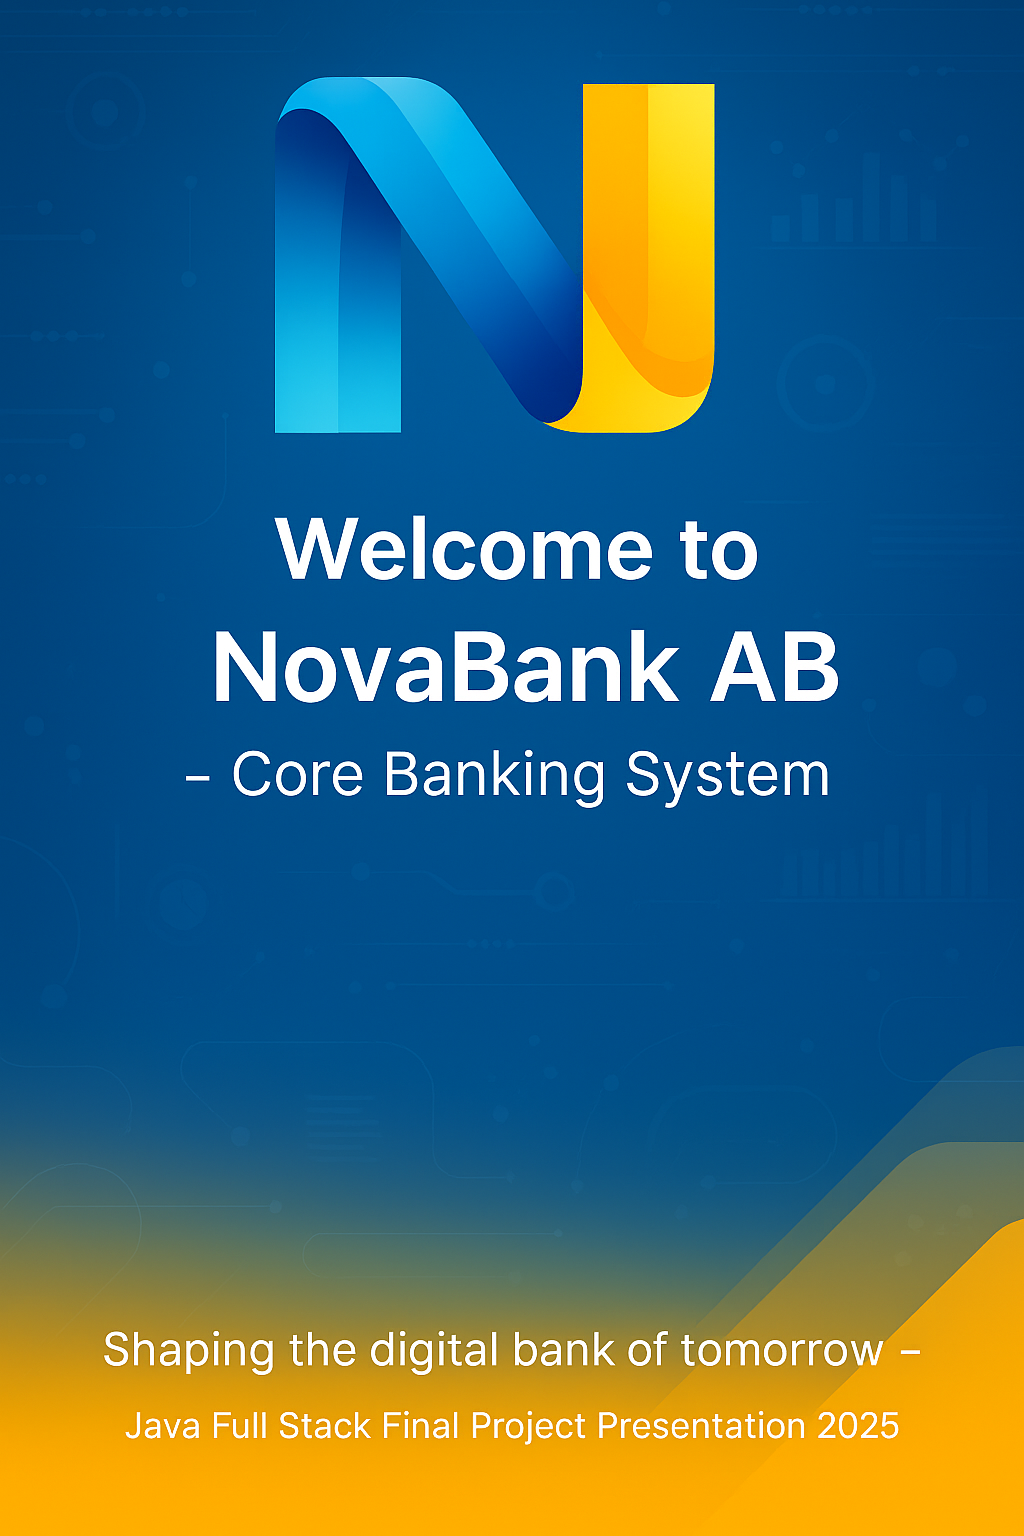 Welcome to
NovaBank AB
– Core Banking System
Shaping the digital bank of tomorrow –
Java Full Stack Final Project Presentation 2025